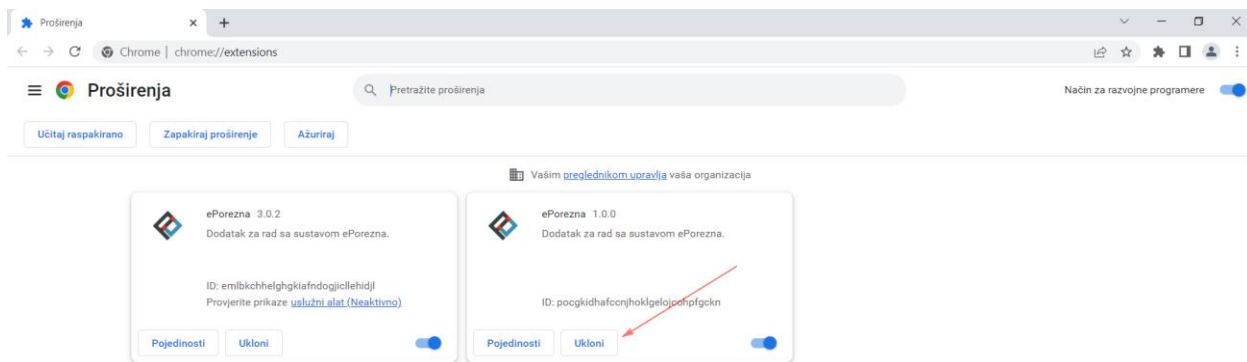 Proširenja
Chrome | chrome://extensions
Proširenja
Pretražite proširenja
Način za razvojne programere
Učitaj raspakirano
Zapakiraj proširenje
Ažuriraj
Vašim preglednikom upravlja vaša organizacija
ePorezna 3.0.2
Dodatak za rad sa sustavom ePorezna.
ID: emlbkchhelghgkiafndogjicllehidjl
Provjerite prikaze uslužni alat (Neaktivno)
Pojedinosti
Ukloni
ePorezna 1.0.0
Dodatak za rad sa sustavom ePorezna.
ID:
Pojedinosti
Ukloni